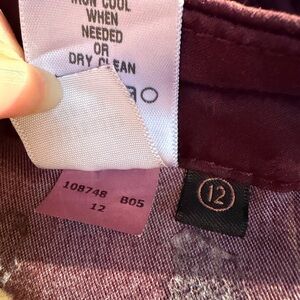 IRON COOL
WHEN
NEEDED
OR
DRY CLEAN
108748 B05
12
12